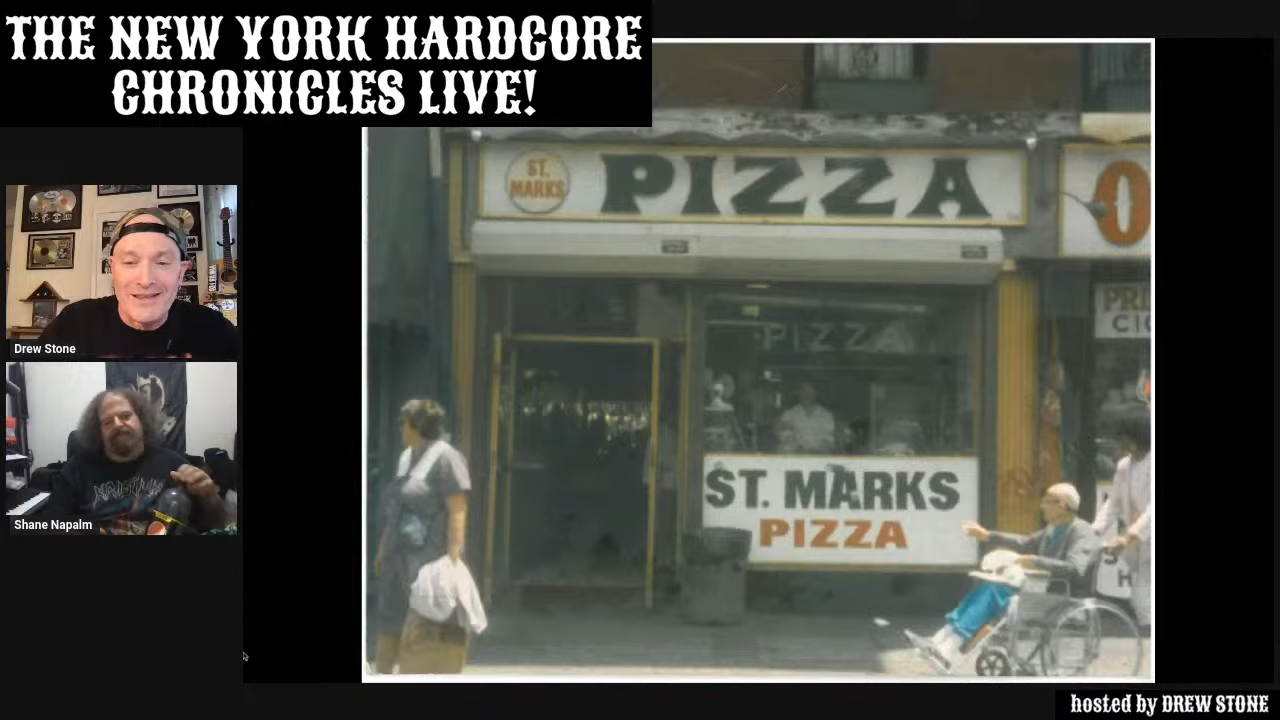 THE NEW YORK HARDCORE
CHRONICLES LIVE!
ST.
MARKS
PIZZA
PIZZA
ST. MARKS
PIZZA
Drew Stone
Shane Napalm
hosted by DREW STONE